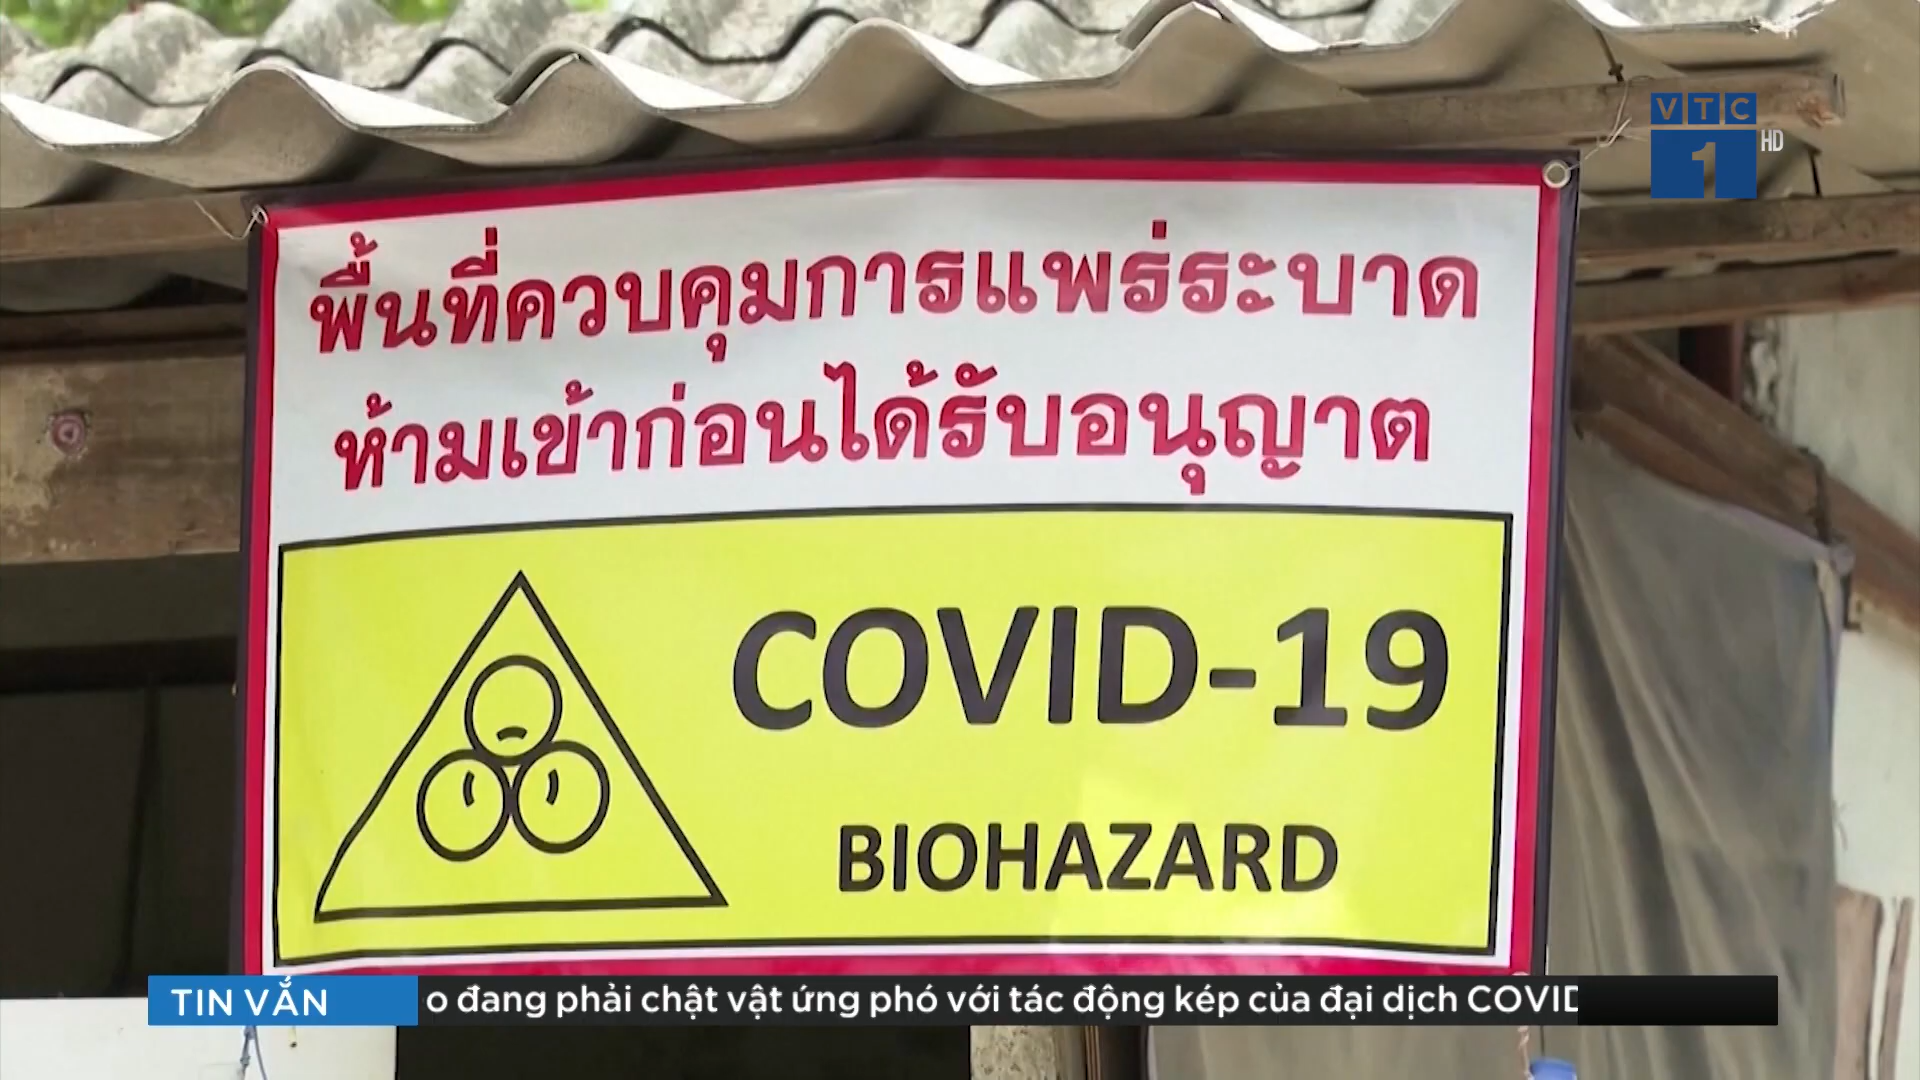 VTC
1 HD
พื้นที่ควบคุมการแพร่ระบาด
ห้ามเข้าก่อนได้รับอนุญาต
COVID-19
BIOHAZARD
TIN VẮN
đang phải chật vật ứng phó với tác động kép của đại dịch COVID